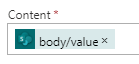 Content *
body/value ×